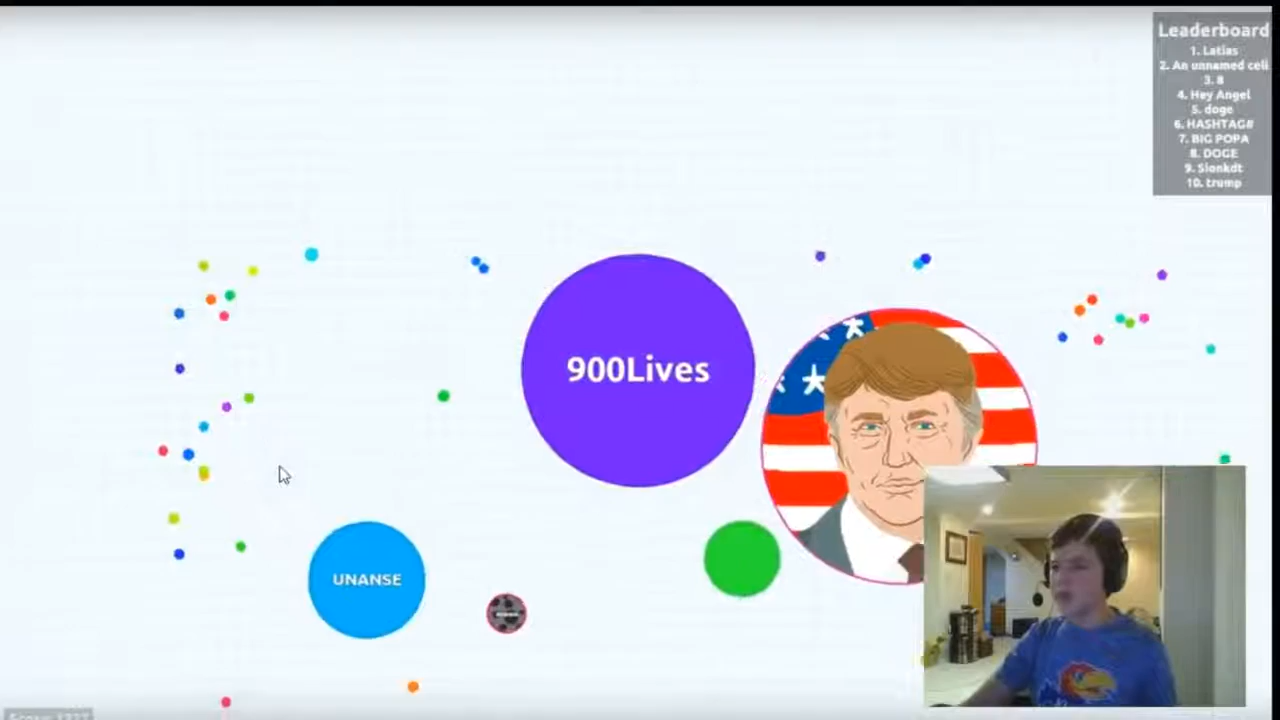 Leaderboard
1. Latias
2. An unnamed cell
3. 8
4. Hey Angel
5. doge
6. HASHTAG#
7. BIG POPA
8. DOGE
9. Sionkdt
10. trump
900Lives
UNANSE